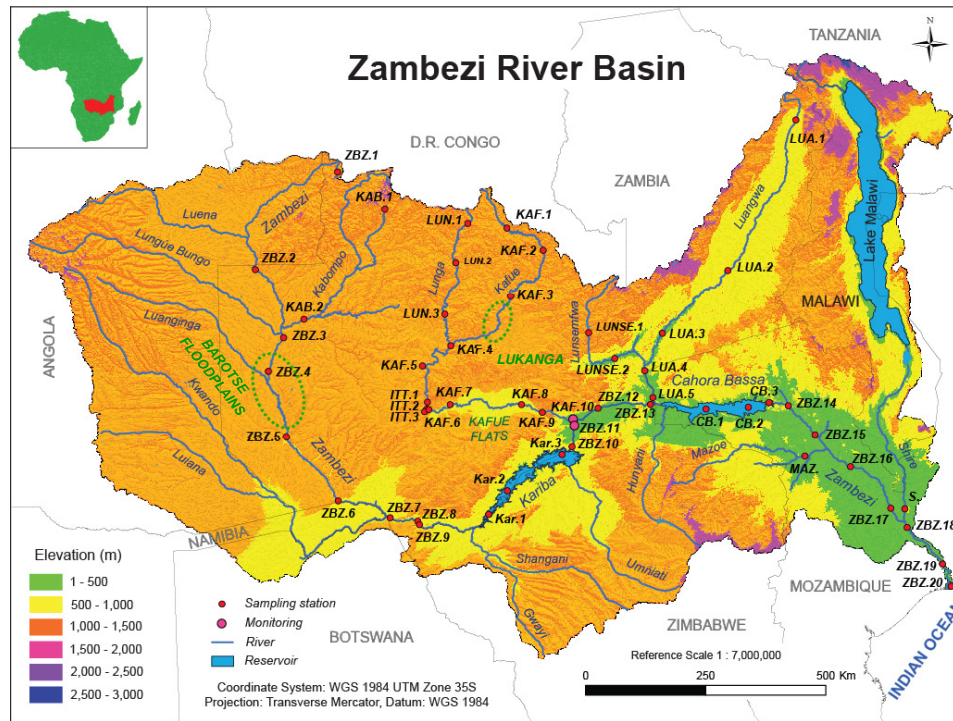 TANZANIA
N
Zambezi River Basin
D.R. CONGO
ZBZ.1
LUA.1
ZAMBIA
KAB.1
Luena
Zambezi
LUN.1
KAF.1
Luangwa
Lake Malawi
Lungúe Bungo
KAF.2
ZBZ.2
LUN.2
LUA.2
Kabompo
Lunga
Kafue
KAF.3
MALAWI
Luanginga
KAB.2
LUN.3
Lunsemfwa
LUNSE.1
LUA.3
ANGOLA
ZBZ.3
KAF.4
LUKANGA
BAROTSE
FLOODPLAINS
ZBZ.4
KAF.5
LUNSE.2
LUA.4
Cahora Bassa
Kwando
ITT.1
ITT.2
ITT.3
KAF.7
KAF.6
KAF.8
KAF.9
KAF.10
ZBZ.12
LUA.5
ZBZ.13
CB.3
CB.1
CB.2
ZBZ.14
KAFUE
FLATS
ZBZ.11
ZBZ.5
ZBZ.10
ZBZ.15
Mazoe
MAZ.
Shire
Luiana
Zambezi
Kar.3
ZBZ.16
Hunyani
Kar.2
Kariba
Zambezi
ZBZ.6
ZBZ.7
ZBZ.8
ZBZ.9
Kar.1
S.
ZBZ.17
ZBZ.18
NAMIBIA
Shangani
Umniati
ZBZ.19
MOZAMBIQUE
ZBZ.20
Gwayi
ZIMBABWE
BOTSWANA
INDIAN OCEAN
Elevation (m)
1 - 500
500 - 1,000
1,000 - 1,500
1,500 - 2,000
2,000 - 2,500
2,500 - 3,000
Sampling station
Monitoring
River
Reservoir
Coordinate System: WGS 1984 UTM Zone 35S
Projection: Transverse Mercator, Datum: WGS 1984
Reference Scale 1 : 7,000,000
0 250 500 Km